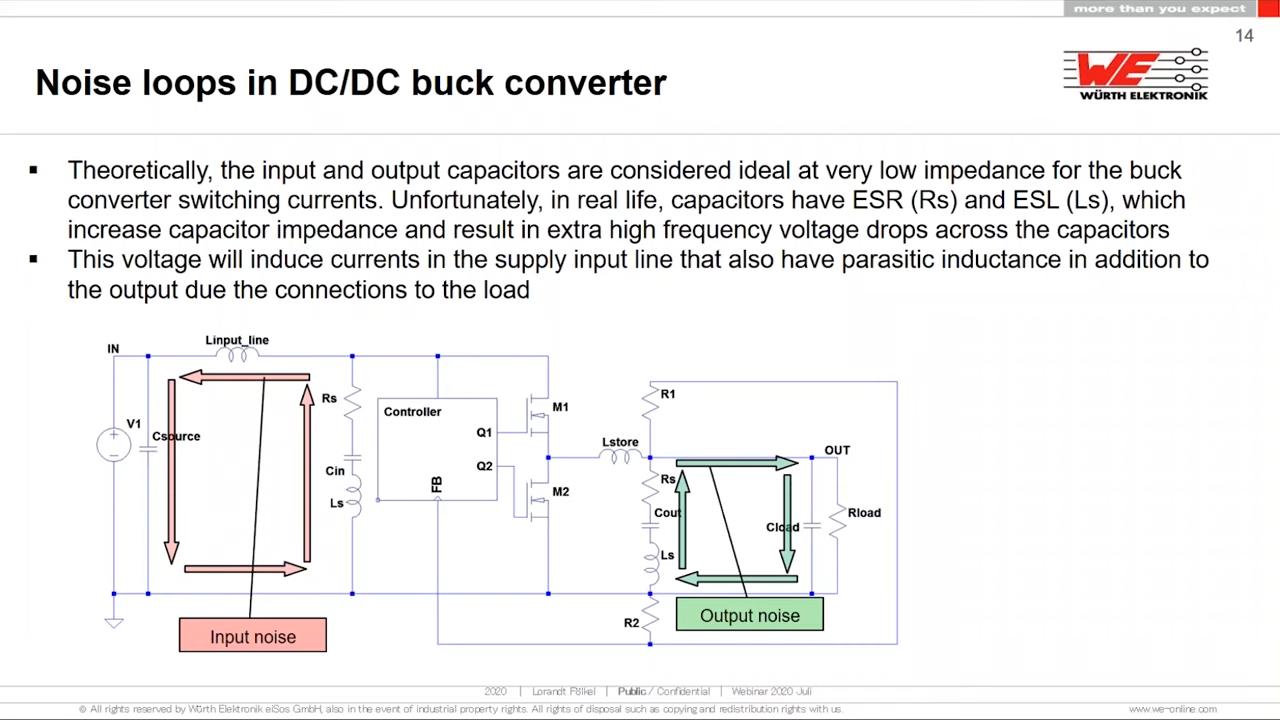 more than you expect
14
Noise loops in DC/DC buck converter
WE
WÜRTH ELEKTRONIK
▪ Theoretically, the input and output capacitors are considered ideal at very low impedance for the buck
converter switching currents. Unfortunately, in real life, capacitors have ESR (Rs) and ESL (Ls), which
increase capacitor impedance and result in extra high frequency voltage drops across the capacitors
▪ This voltage will induce currents in the supply input line that also have parasitic inductance in addition to
the output due the connections to the load
Linput_line
IN
Rs
Controller
M1
R1
V1
Csource
Q1
Lstore
OUT
Cin
Q2
Rs
FB
M2
Ls
Cout
Cload
Rload
Ls
R2
Output noise
Input noise
2020 | Lorandt Fölkel | Public / Confidential | Webinar 2020 Juli
© All rights reserved by Würth Elektronik eiSos GmbH, also in the event of industrial property rights. All rights of disposal such as copying and redistribution rights with us.
www.we-online.com